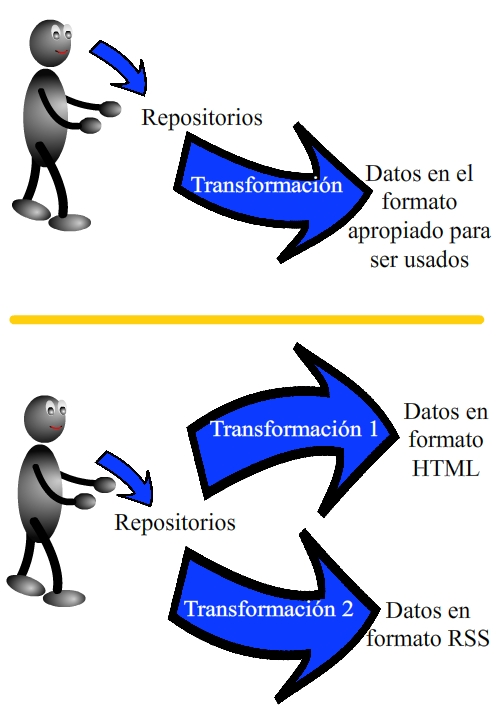 Repositorios
Transformación
Datos en el
formato
apropiado para
ser usados
Transformación 1
Datos en
formato
HTML
Repositorios
Transformación 2
Datos en
formato RSS